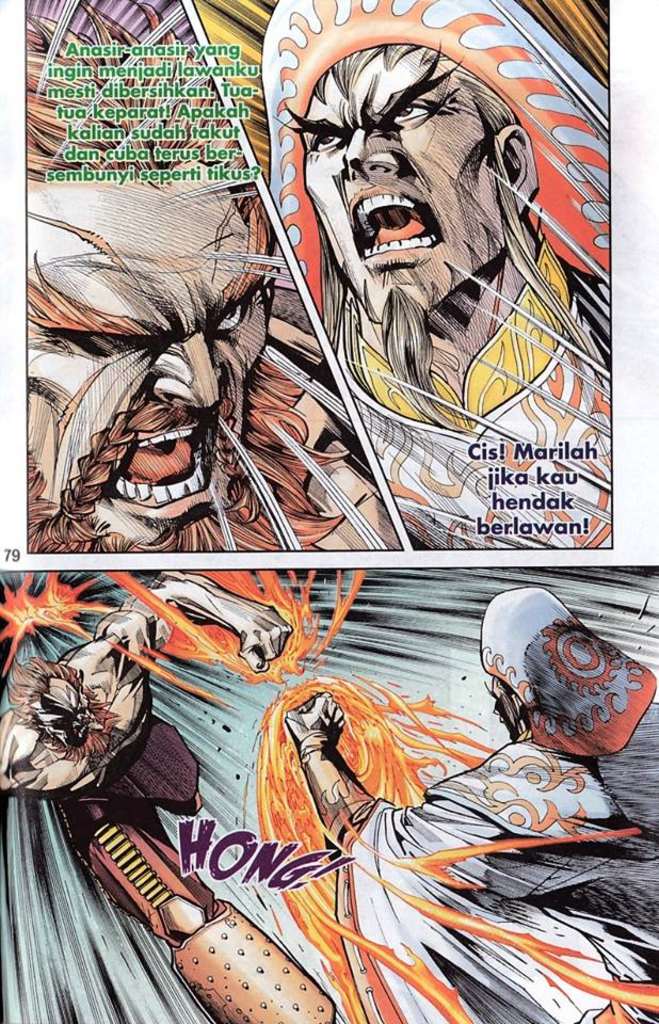 Anasir-anasir yang
ingin menjadi lawanku
mesti dibersihkan. Tua-
tua keparat! Apakah
kalian sudah takut
dan cuba terus ber-
sembunyi seperti tikus?
Cis! Marilah
jika kau
hendak
berlawan!
79
HONG!